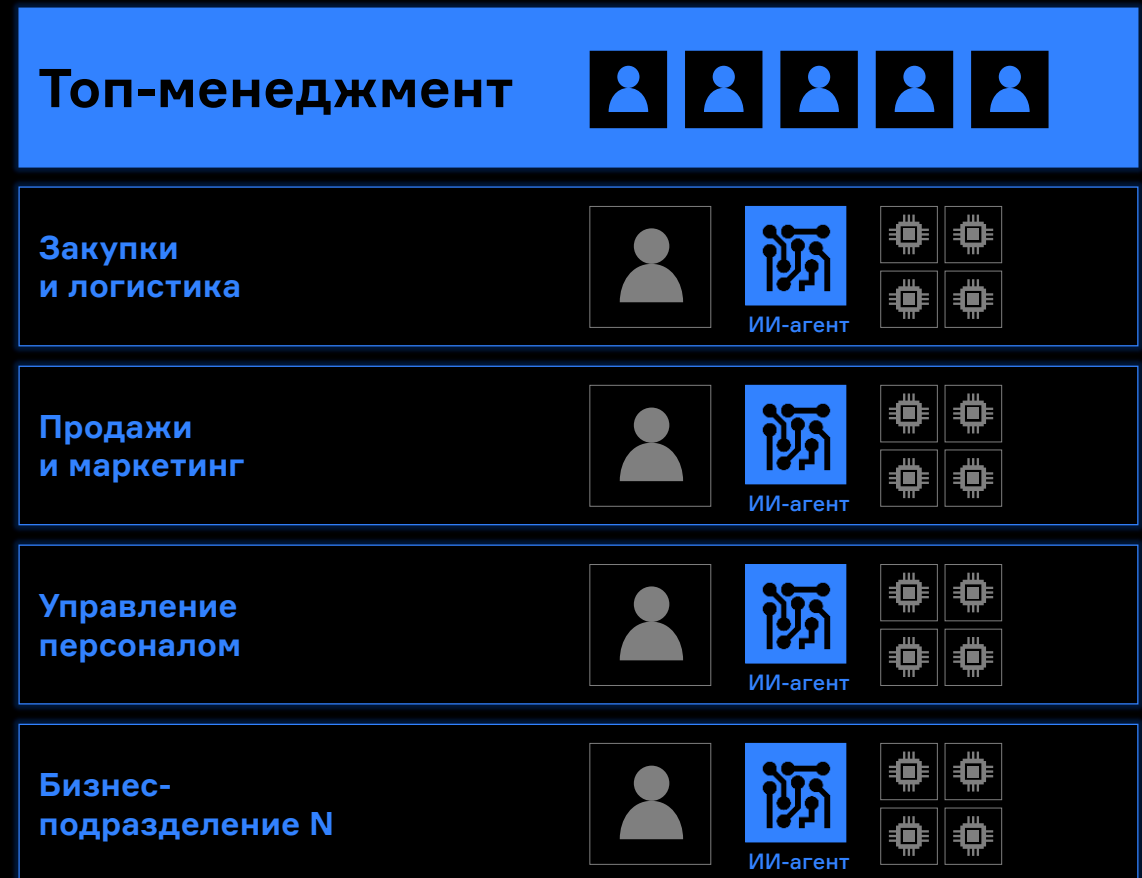 Топ-менеджмент
Закупки
и логистика
ИИ-агент
Продажи
и маркетинг
ИИ-агент
Управление
персоналом
ИИ-агент
Бизнес-
подразделение N
ИИ-агент